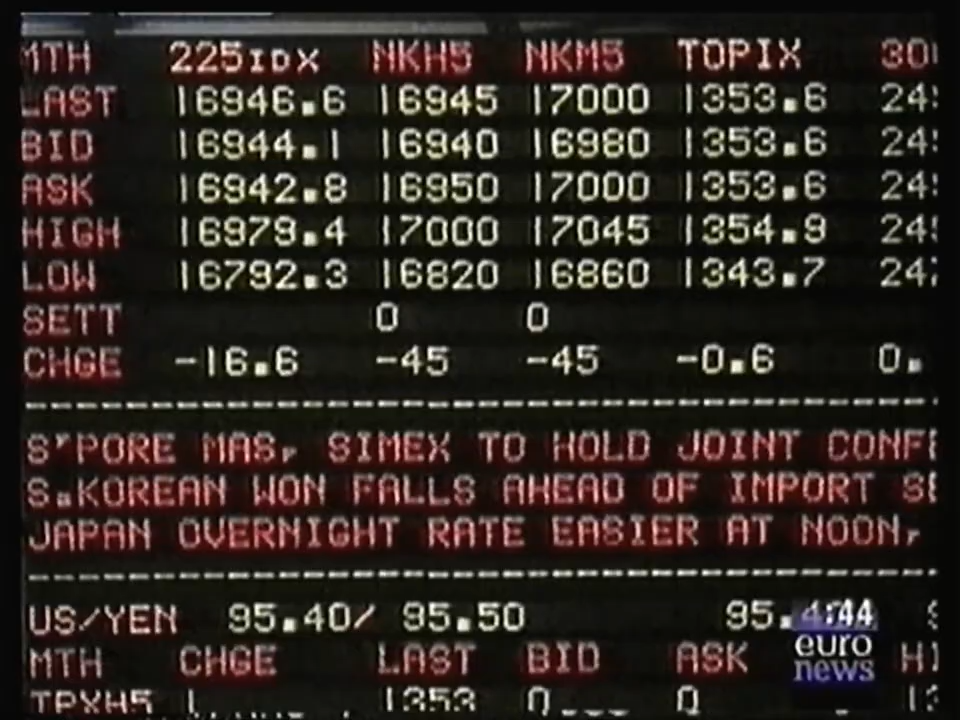 MTH 225IDX NKH5 NKM5 TOPIX
LAST 16946.6 16945 17000 1353.6
BID 16944.1 16940 16980 1353.6
ASK 16942.8 16950 17000 1353.6
HIGH 16979.4 17000 17045 1354.9
LOW 16792.3 16820 16860 1343.7
SETT 0 0
CHGE -16.6 -45 -45 -0.6 0.
S'PORE MAS, SIMEX TO HOLD JOINT
S.KOREAN WON FALLS AHEAD OF IMPORT
JAPAN OVERNIGHT RATE EASIER AT NOON,
US/YEN 95.40/ 95.50
:44
euro
news
MTH CHGE LAST BID ASK
TPXH5 1353